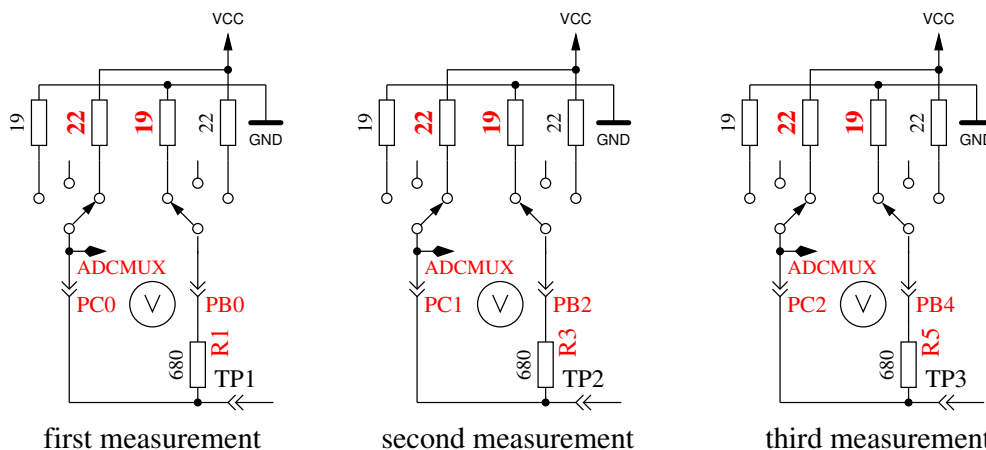 VCC
19
22
19
22
GND
ADCMUX
PC0
V
PB0
R1
680
TP1
first measurement
VCC
19
22
19
22
GND
ADCMUX
PC1
V
PB2
R3
680
TP2
second measurement
VCC
19
22
19
22
GND
ADCMUX
PC2
V
PB4
R5
680
TP3
third measurement